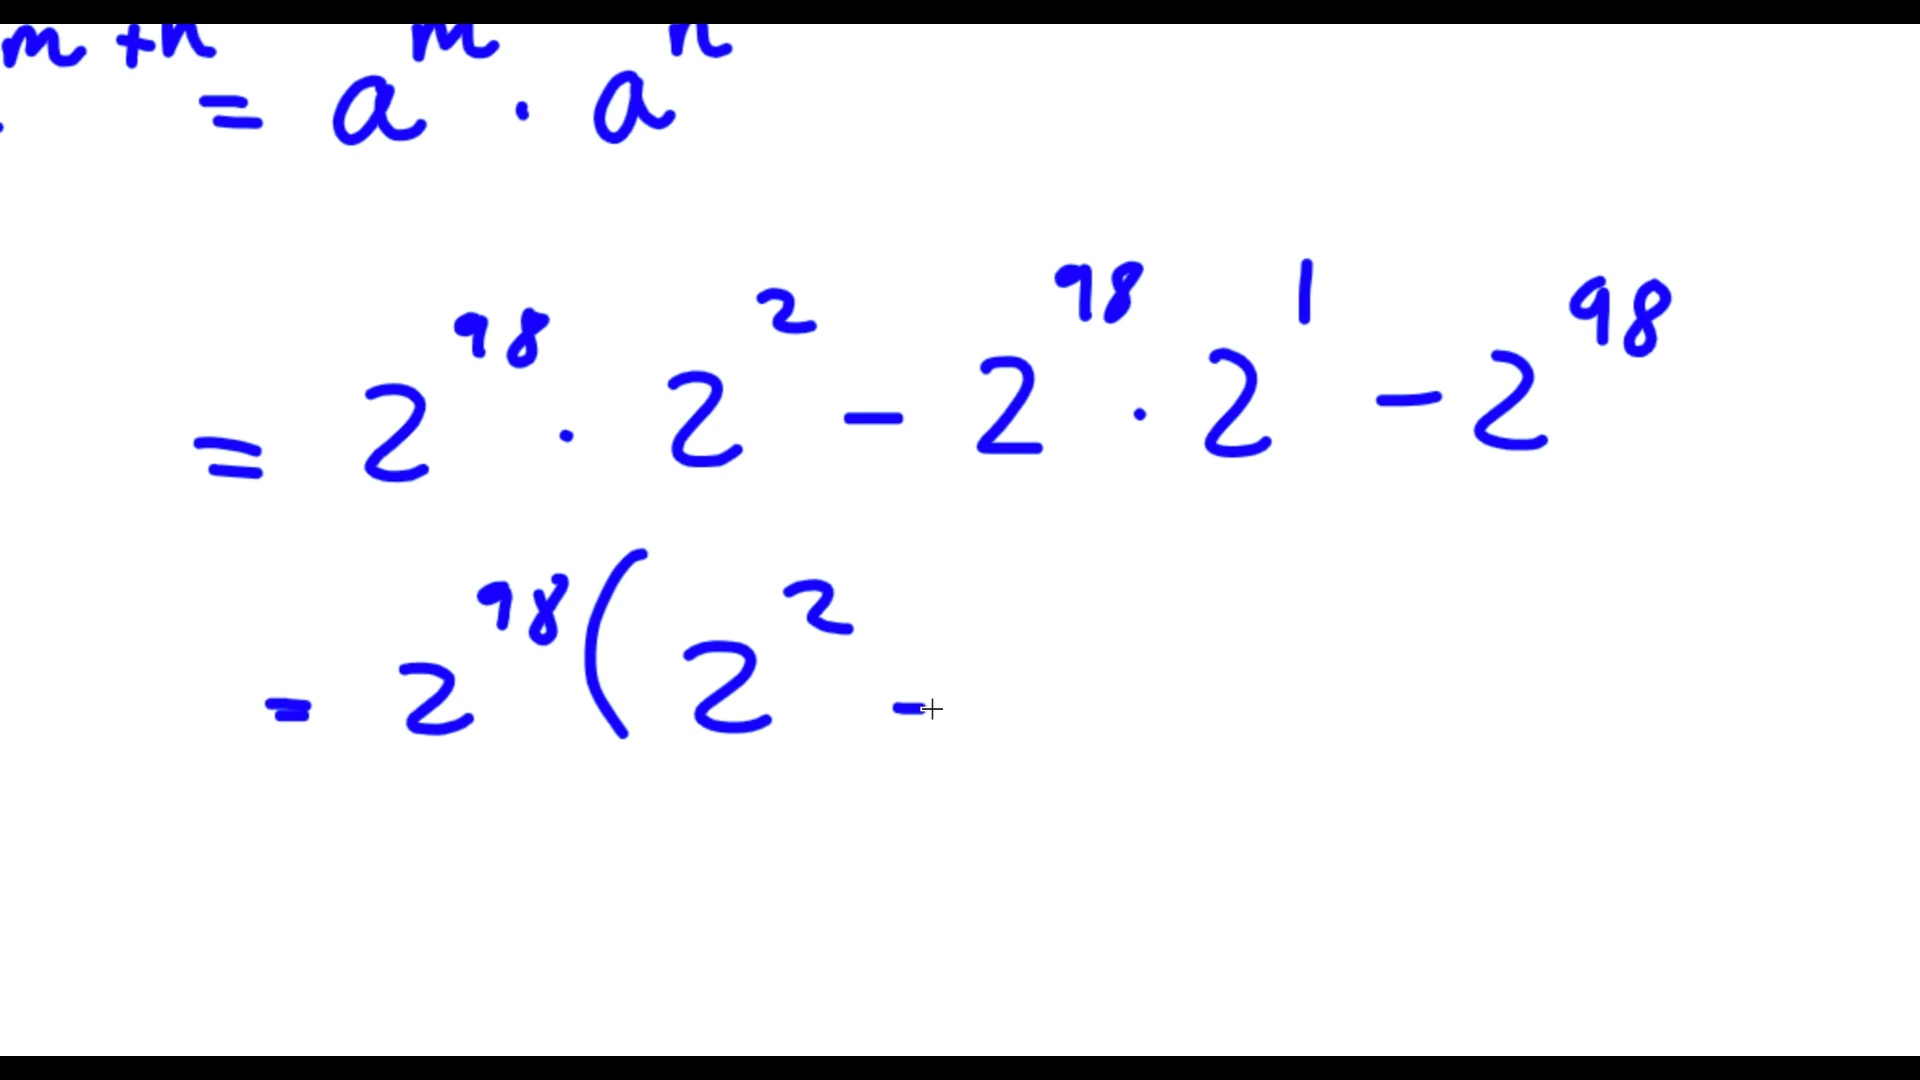 m+n = a^m · a^n
= 2^98 · 2^2 - 2^98 · 2^1 - 2^98
= 2^98 ( 2^2 -